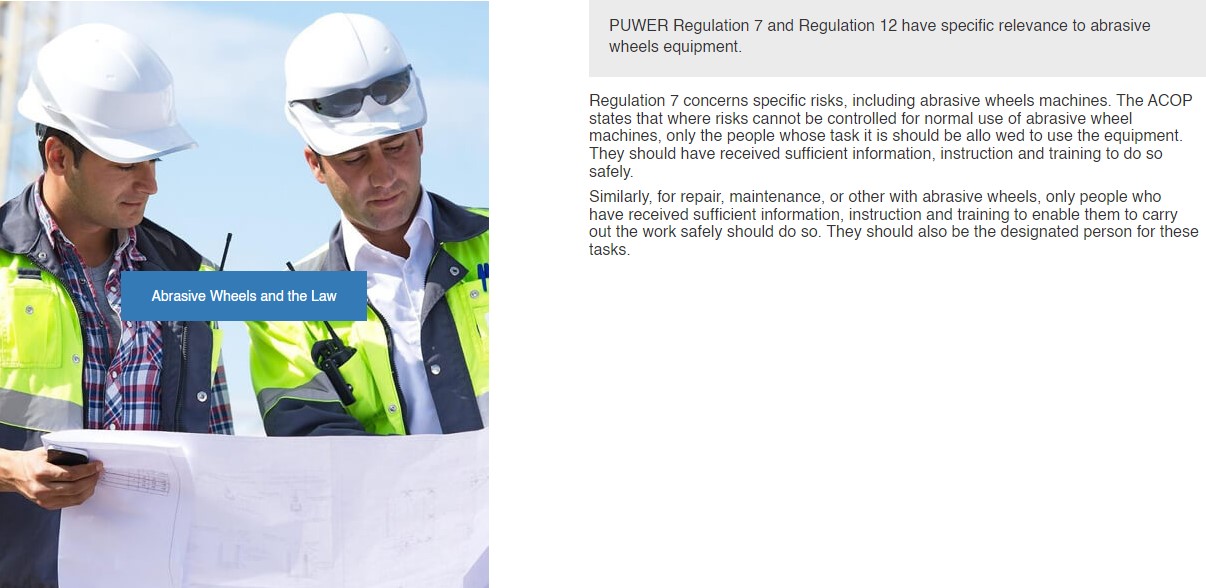 PUWER Regulation 7 and Regulation 12 have specific relevance to abrasive
wheels equipment.
Regulation 7 concerns specific risks, including abrasive wheels machines. The ACOP
states that where risks cannot be controlled for normal use of abrasive wheel
machines, only the people whose task it is should be allo wed to use the equipment.
They should have received sufficient information, instruction and training to do so
safely.
Similarly, for repair, maintenance, or other with abrasive wheels, only people who
have received sufficient information, instruction and training to enable them to carry
out the work safely should do so. They should also be the designated person for these
tasks.
Abrasive Wheels and the Law